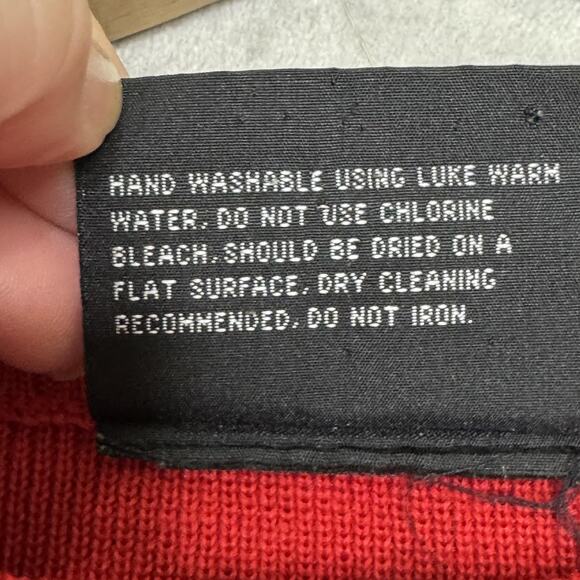 HAND WASHABLE USING LUKE WARM
WATER. DO NOT USE CHLORINE
BLEACH. SHOULD BE DRIED ON A
FLAT SURFACE. DRY CLEANING
RECOMMENDED. DO NOT IRON.